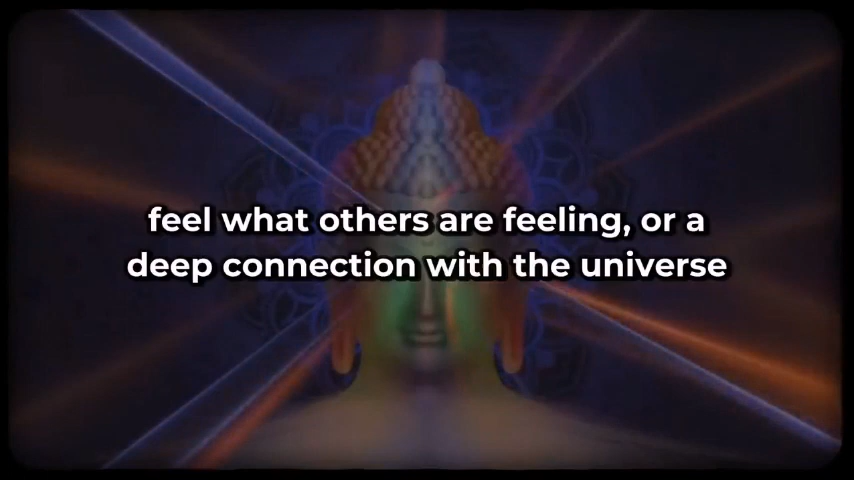 feel what others are feeling, or a
deep connection with the universe